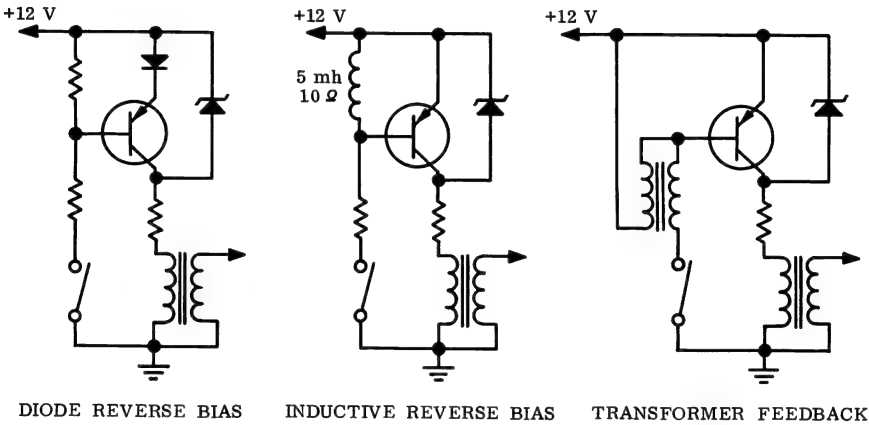 +12 V
+12 V
+12 V
5 mh
10 Ω
DIODE REVERSE BIAS
INDUCTIVE REVERSE BIAS
TRANSFORMER FEEDBACK